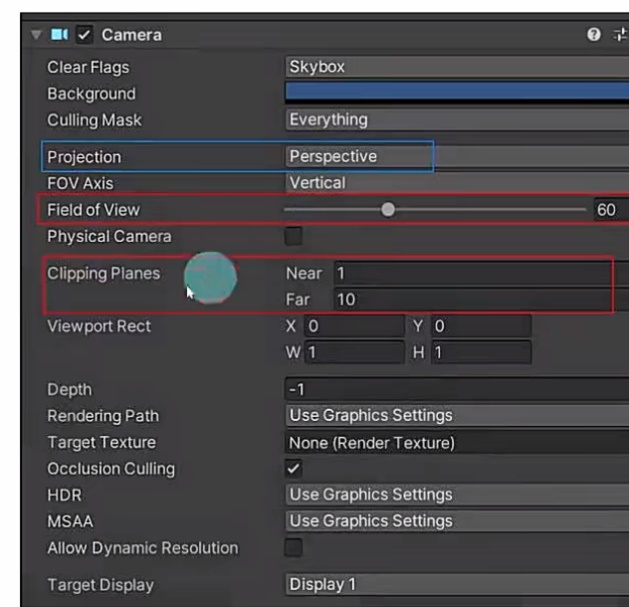 Camera
Clear Flags Skybox
Background
Culling Mask Everything
Projection Perspective
FOV Axis Vertical
Field of View 60
Physical Camera
Clipping Planes Near 1
Far 10
Viewport Rect X 0 Y 0
W 1 H 1
Depth -1
Rendering Path Use Graphics Settings
Target Texture None (Render Texture)
Occlusion Culling
HDR Use Graphics Settings
MSAA Use Graphics Settings
Allow Dynamic Resolution
Target Display Display 1